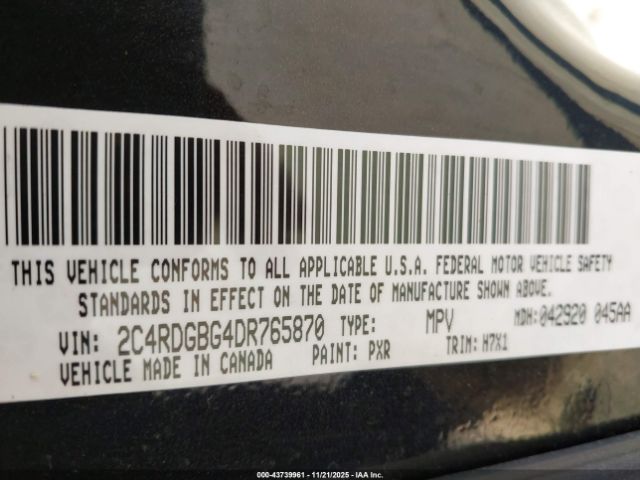 THIS VEHICLE CONFORMS TO ALL APPLICABLE U.S.A. FEDERAL MOTOR VEHICLE SAFETY
STANDARDS IN EFFECT ON THE DATE OF MANUFACTURE SHOWN ABOVE.
VIN: 2C4RDGBG4DR765870 TYPE: MPV MDH: 042920 045AA
VEHICLE MADE IN CANADA PAINT: PXR TRIM: H7X1
000-43739961 - 11/21/2025 - IAA Inc.